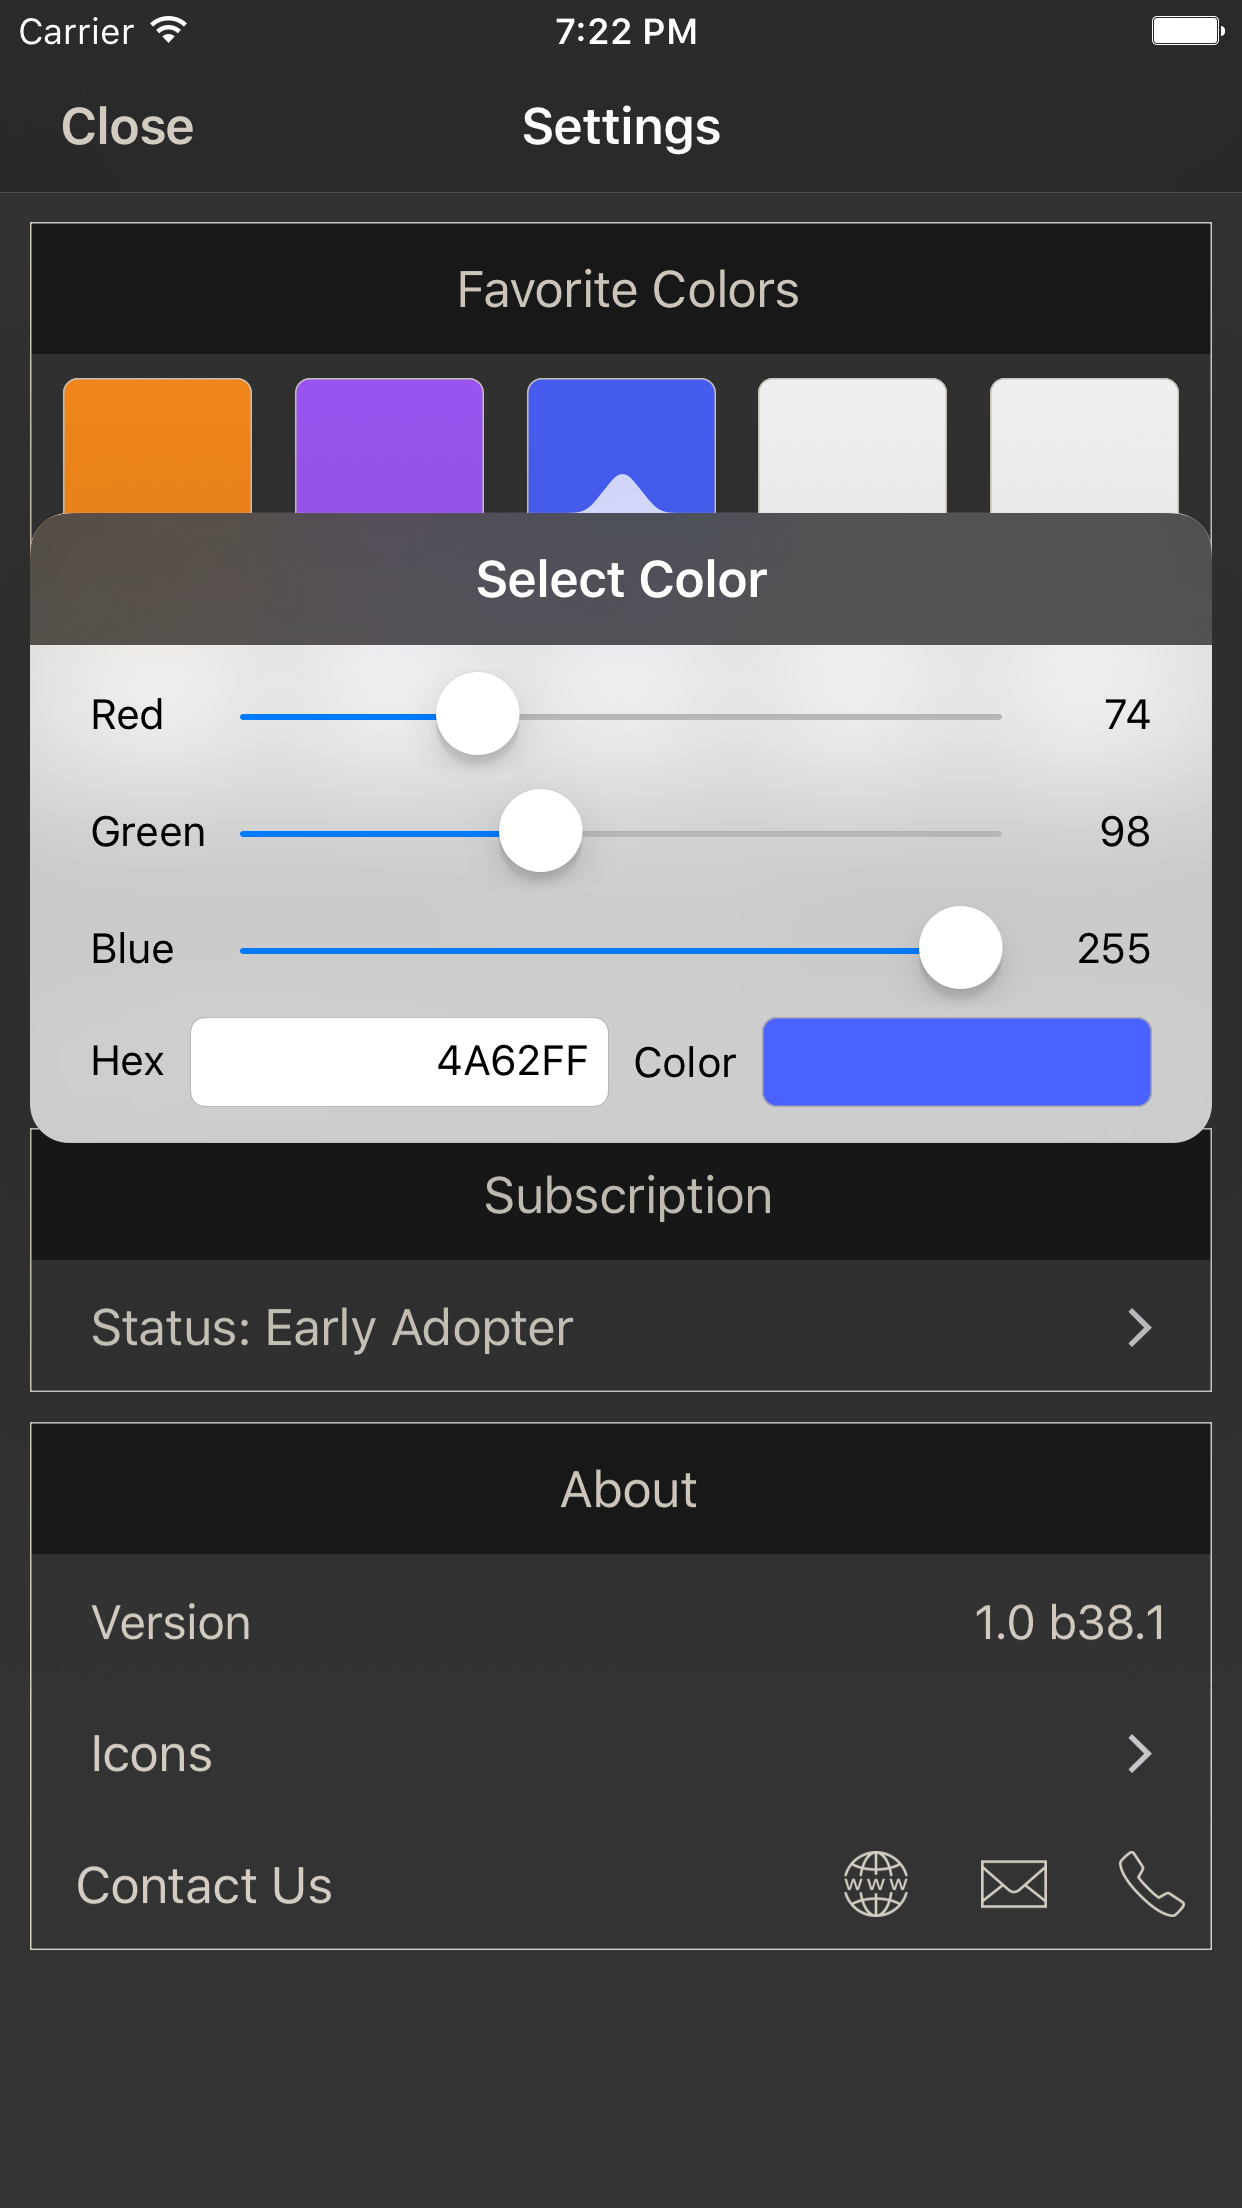 Carrier 7:22 PM
Close Settings
Favorite Colors
Select Color
Red 74
Green 98
Blue 255
Hex 4A62FF Color
Subscription
Status: Early Adopter
About
Version 1.0 b38.1
Icons
Contact Us WWW